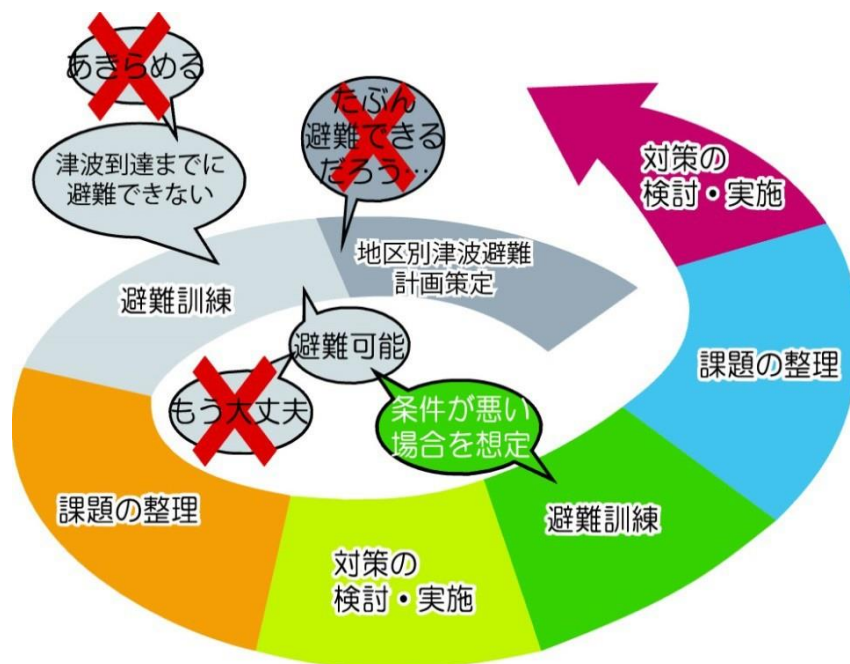 あきらめる
津波到達までに
避難できない
たぶん
避難できる
だろう…
地区別津波避難
計画策定
避難訓練
避難可能
もう大丈夫
条件が悪い
場合を想定
課題の整理
対策の
検討・実施
避難訓練
課題の整理
対策の
検討・実施